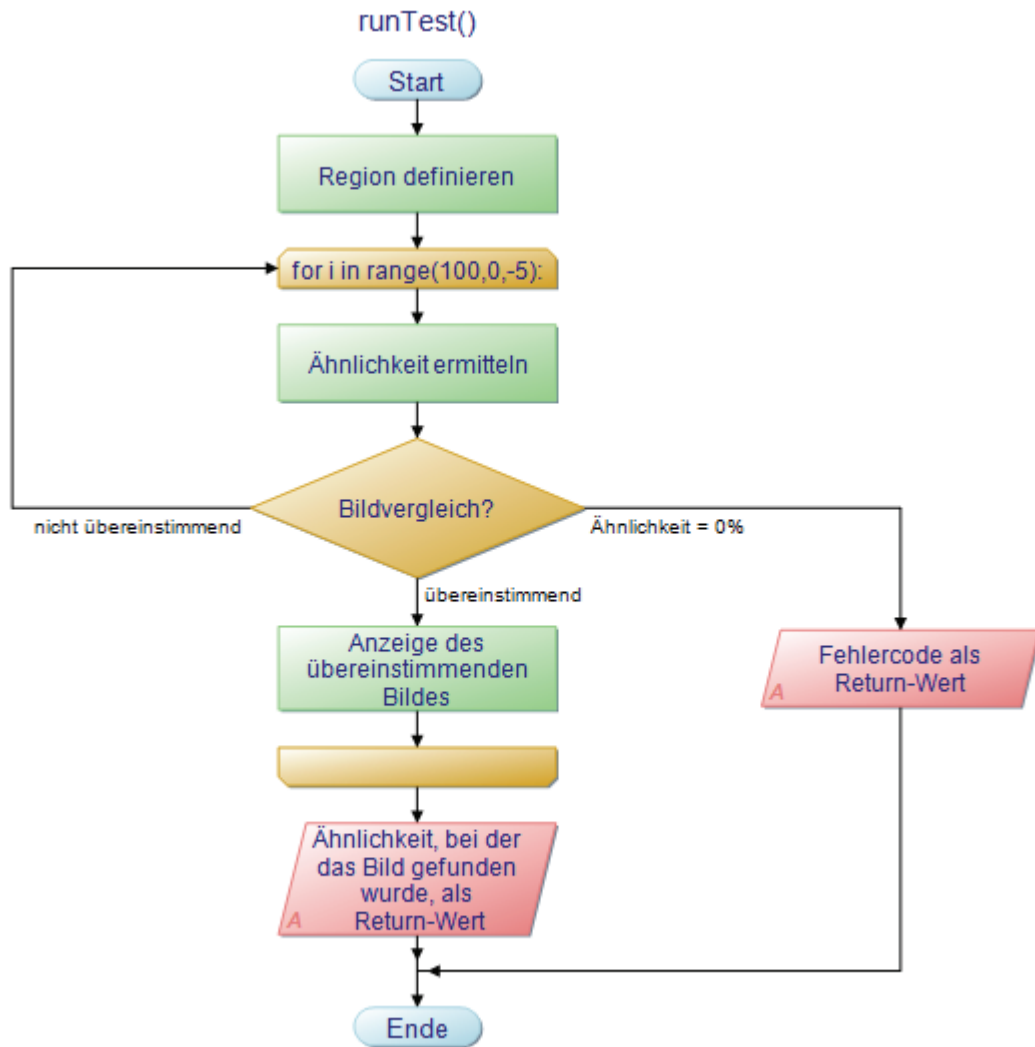 runTest()
Start
Region definieren
for i in range(100,0,-5):
Ähnlichkeit ermitteln
Bildvergleich?
nicht übereinstimmend
Ähnlichkeit = 0%
übereinstimmend
Anzeige des
übereinstimmenden
Bildes
Fehlercode als
Return-Wert
A
Ähnlichkeit, bei der
das Bild gefunden
wurde, als
Return-Wert
A
Ende